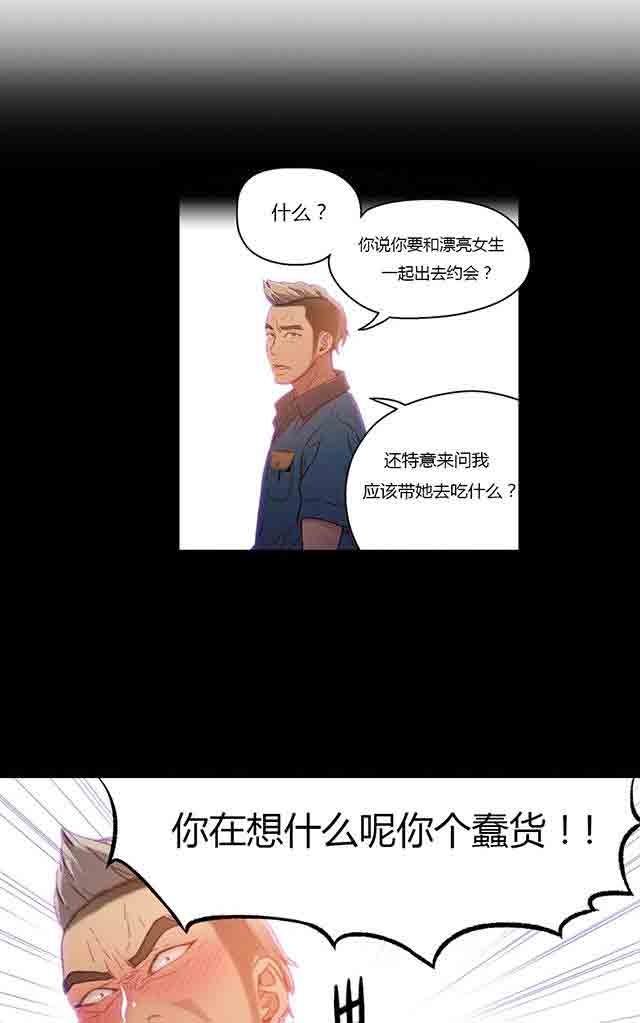 什么？
你说你要和漂亮女生
一起出去约会？
还特意来问我
应该带她去吃什么？
你在想什么呢你个蠢货！！